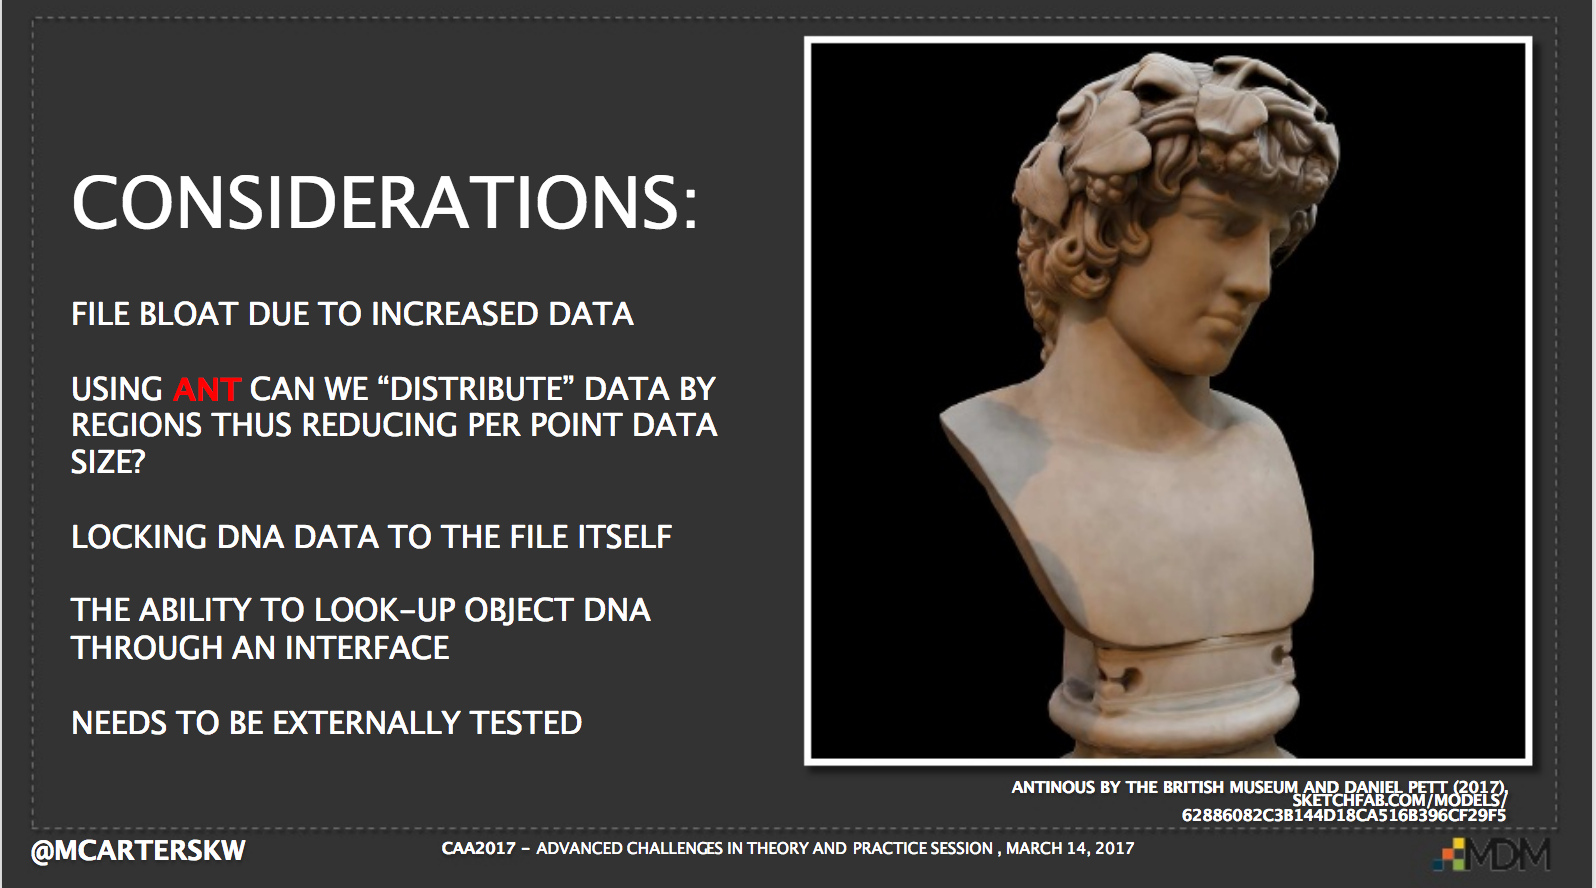 CONSIDERATIONS:
FILE BLOAT DUE TO INCREASED DATA
USING ANT CAN WE “DISTRIBUTE” DATA BY
REGIONS THUS REDUCING PER POINT DATA
SIZE?
LOCKING DNA DATA TO THE FILE ITSELF
THE ABILITY TO LOOK-UP OBJECT DNA
THROUGH AN INTERFACE
NEEDS TO BE EXTERNALLY TESTED
ANTINOUS BY THE BRITISH MUSEUM AND DANIEL PETT (2017),
SKETCHFAB.COM/MODELS/
62886082C3B144D18CA516B396CF29F5
@MCARTERSKW
CAA2017 - ADVANCED CHALLENGES IN THEORY AND PRACTICE SESSION , MARCH 14, 2017
MDM